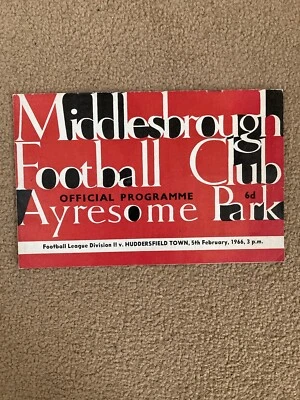 Middlesbrough
Football Club
OFFICIAL PROGRAMME 6d
Ayresome Park
Football League Division II v. HUDDERSFIELD TOWN, 5th February, 1966, 3 p.m.